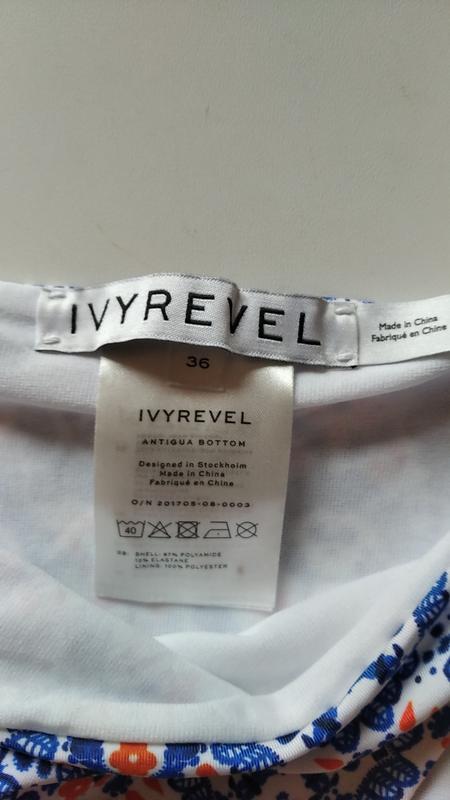 IVYREVEL
Made in China
Fabriqué en Chine
36
IVYREVEL
ANTIGUA BOTTOM
Designed in Stockholm
Made in China
Fabriqué en Chine
O/N 201705-08-0003
40
GB: SHELL: 87% POLYAMIDE
13% ELASTANE
LINING: 100% POLYESTER